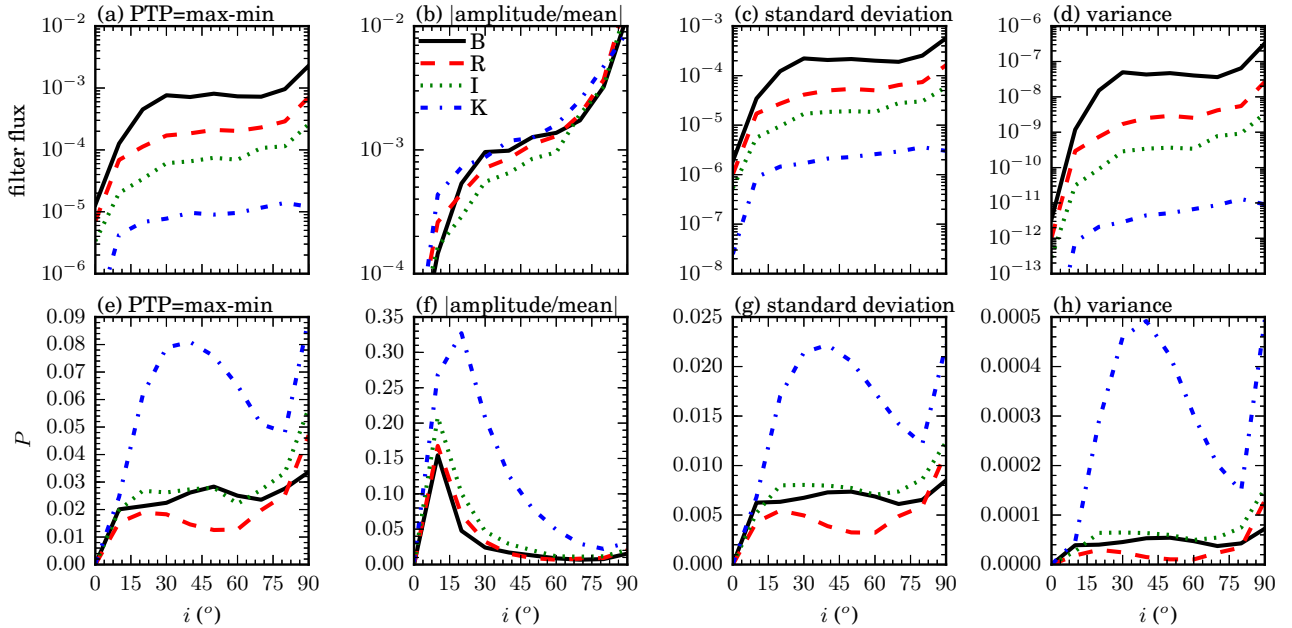 (a) PTP=max-min
(b) |amplitude/mean|
(c) standard deviation
(d) variance
filter flux
10⁻² 10⁻³ 10⁻⁴ 10⁻⁵ 10⁻⁶
10⁻² 10⁻³ 10⁻⁴
B
R
I
K
10⁻³ 10⁻⁴ 10⁻⁵ 10⁻⁶ 10⁻⁷ 10⁻⁸
10⁻⁶ 10⁻⁷ 10⁻⁸ 10⁻⁹ 10⁻¹⁰ 10⁻¹¹ 10⁻¹² 10⁻¹³
(e) PTP=max-min
(f) |amplitude/mean|
(g) standard deviation
(h) variance
P
0.09 0.08 0.07 0.06 0.05 0.04 0.03 0.02 0.01 0.00
0.35 0.30 0.25 0.20 0.15 0.10 0.05 0.00
0.025 0.020 0.015 0.010 0.005 0.000
0.0005 0.0004 0.0003 0.0002 0.0001 0.0000
0 15 30 45 60 75 90
0 15 30 45 60 75 90
0 15 30 45 60 75 90
0 15 30 45 60 75 90
i (°)
i (°)
i (°)
i (°)